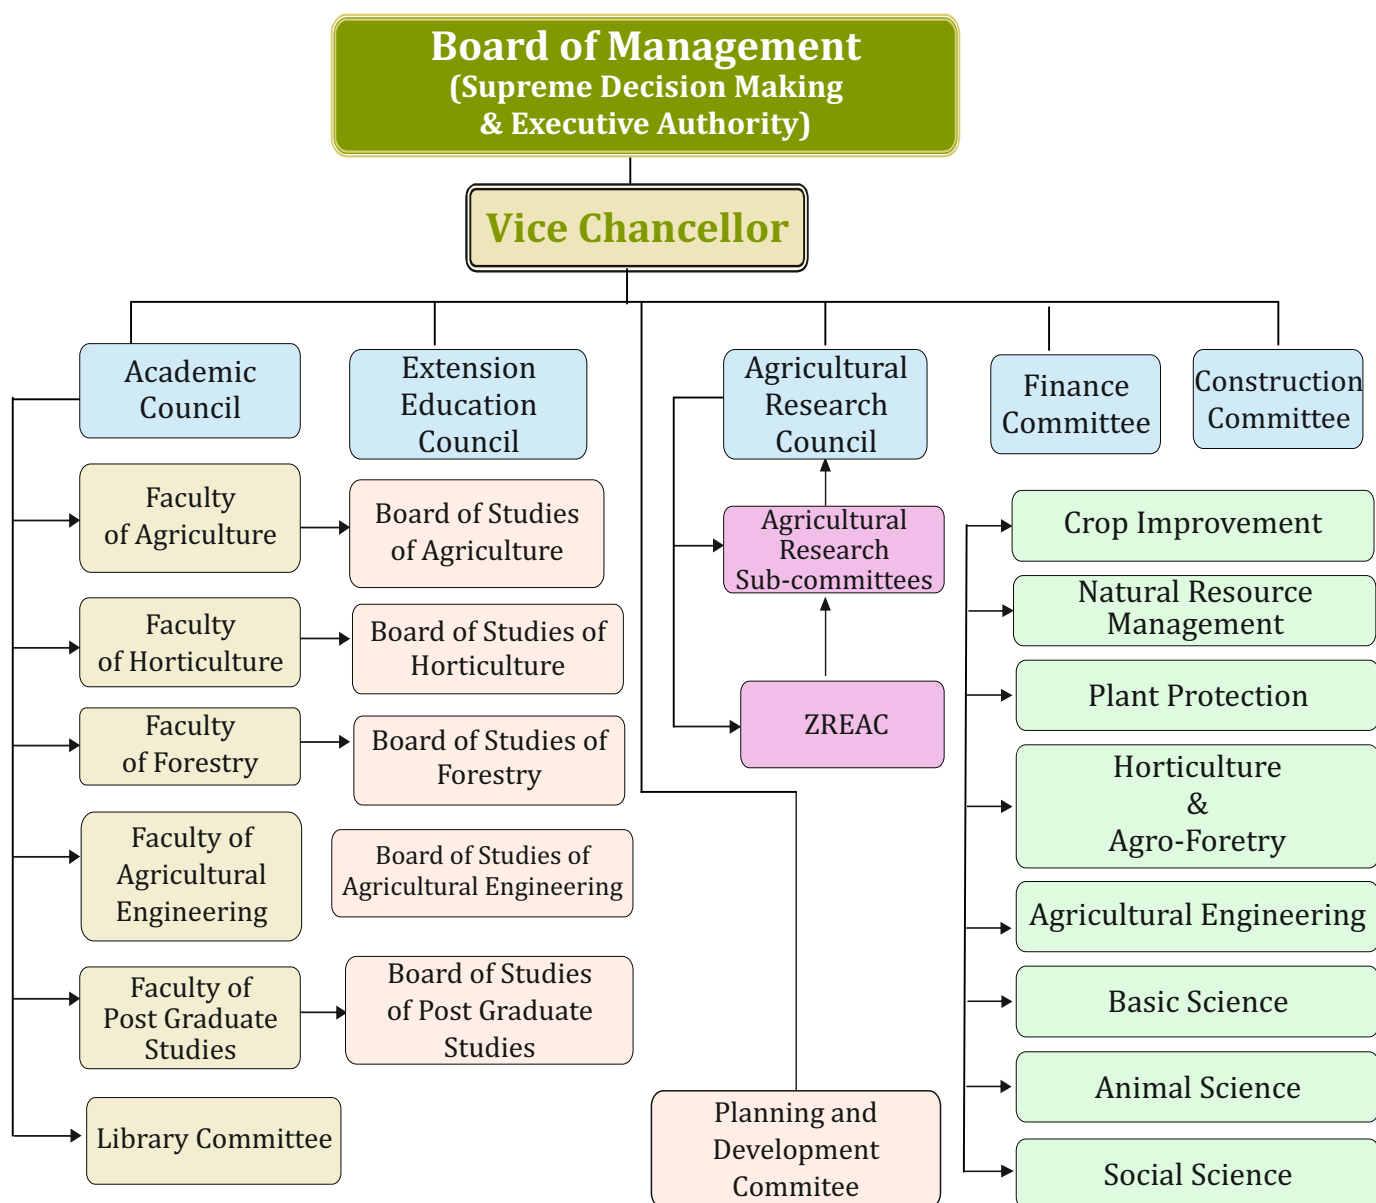 Board of Management
(Supreme Decision Making
& Executive Authority)
Vice Chancellor
Academic
Council
Extension
Education
Council
Agricultural
Research
Council
Finance
Committee
Construction
Committee
Faculty
of Agriculture
Board of Studies
of Agriculture
Faculty
of Horticulture
Board of Studies of
Horticulture
Faculty
of Forestry
Board of Studies of
Forestry
Faculty of
Agricultural
Engineering
Board of Studies of
Agricultural Engineering
Faculty of
Post Graduate
Studies
Board of Studies
of Post Graduate
Studies
Library Committee
Agricultural
Research
Sub-committees
ZREAC
Planning and
Development
Commitee
Crop Improvement
Natural Resource
Management
Plant Protection
Horticulture
&
Agro-Foretry
Agricultural Engineering
Basic Science
Animal Science
Social Science